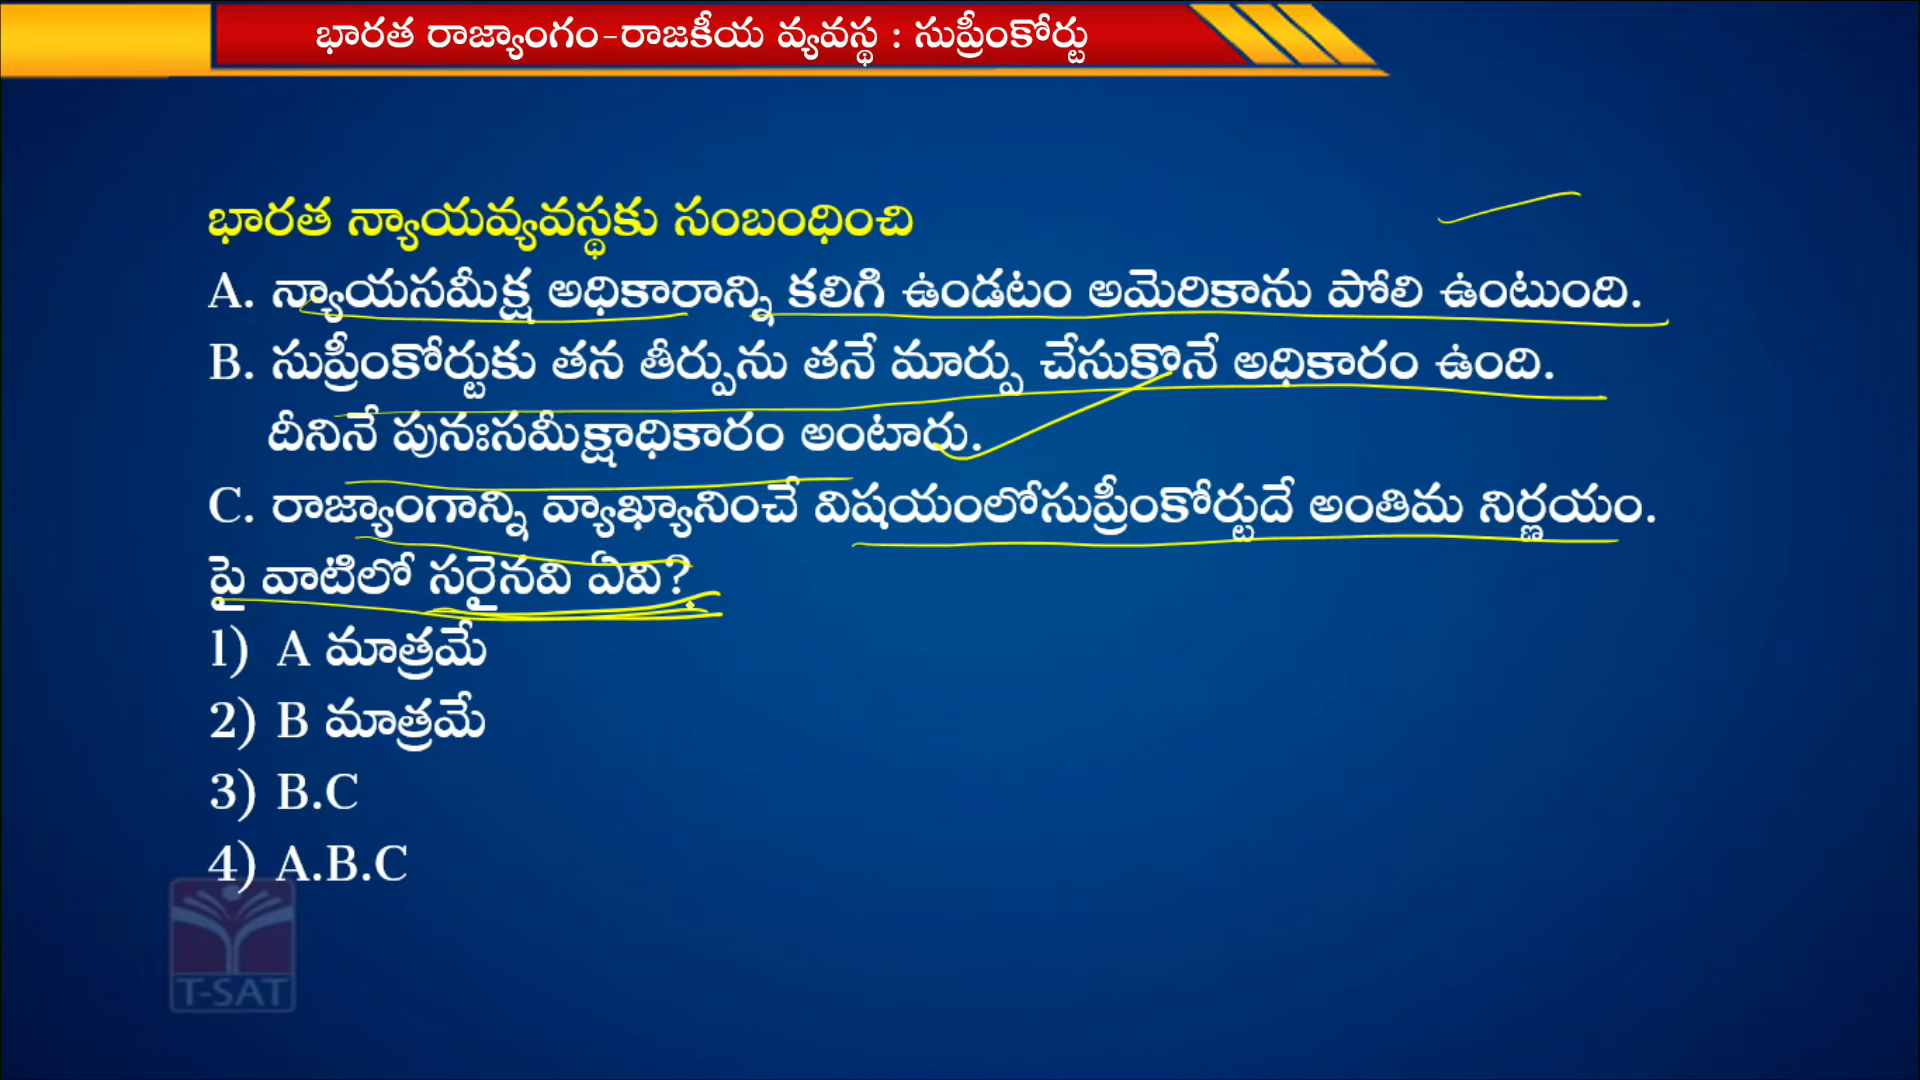 భారత రాజ్యాంగం-రాజకీయ వ్యవస్థ : సుప్రీంకోర్టు
భారత న్యాయవ్యవస్థకు సంబంధించి
A. న్యాయసమీక్ష అధికారాన్ని కలిగి ఉండటం అమెరికాను పోలి ఉంటుంది.
B. సుప్రీంకోర్టుకు తన తీర్పును తనే మార్పు చేసుకొనే అధికారం ఉంది.
దీనినే పునఃసమీక్షాధికారం అంటారు.
C. రాజ్యాంగాన్ని వ్యాఖ్యానించే విషయంలోసుప్రీంకోర్టుదే అంతిమ నిర్ణయం.
పై వాటిలో సరైనవి ఏవి?
1) A మాత్రమే
2) B మాత్రమే
3) B.C
4) A.B.C
T-SAT